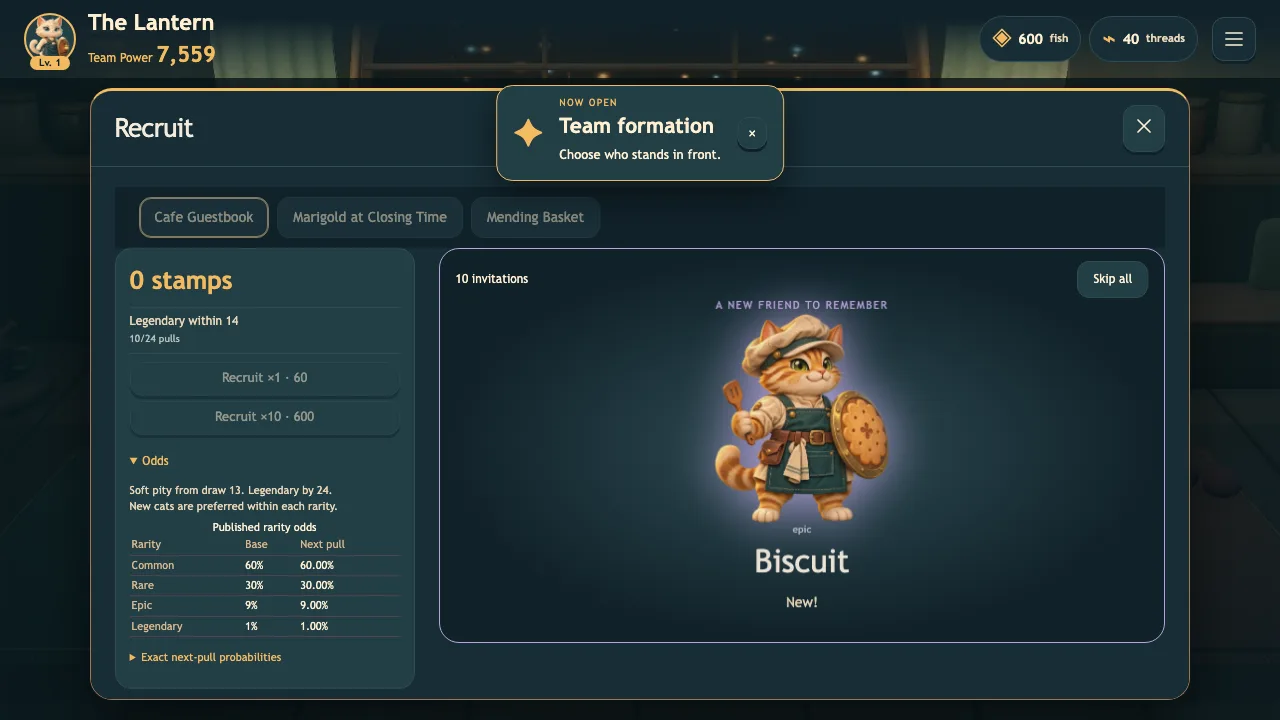 The Lantern
Team Power 7,559
Lv. 1
600 fish
40 threads
Recruit
NOW OPEN
Team formation
Choose who stands in front.
×
Cafe Guestbook
Marigold at Closing Time
Mending Basket
0 stamps
Legendary within 14
10/24 pulls
Recruit ×1 · 60
Recruit ×10 · 600
▼ Odds
Soft pity from draw 13. Legendary by 24.
New cats are preferred within each rarity.
Published rarity odds
Rarity Base Next pull
Common 60% 60.00%
Rare 30% 30.00%
Epic 9% 9.00%
Legendary 1% 1.00%
▶ Exact next-pull probabilities
10 invitations
Skip all
A NEW FRIEND TO REMEMBER
epic
Biscuit
New!